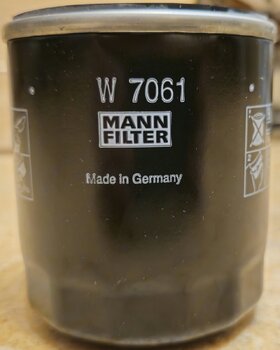 W 7061
MANN
FILTER
Made in Germany